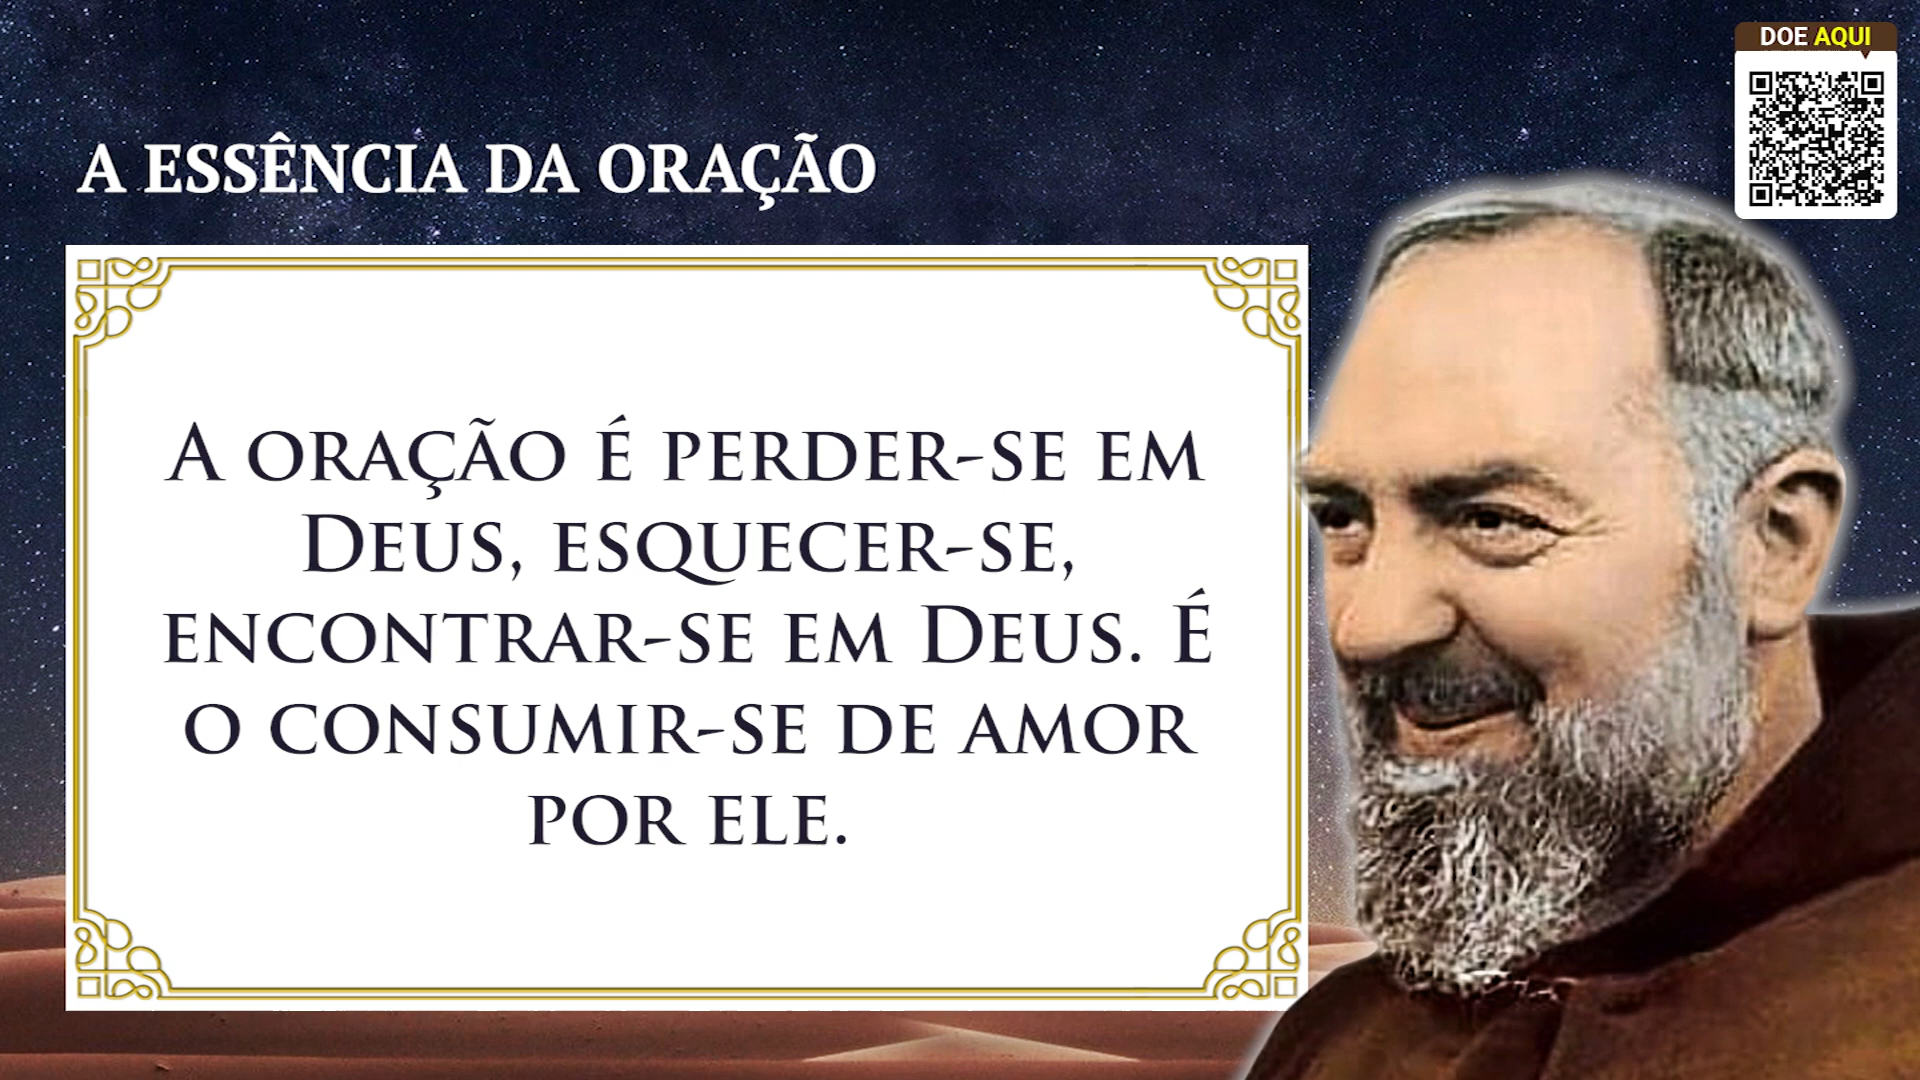 DOE AQUI
A ESSÊNCIA DA ORAÇÃO
A ORAÇÃO É PERDER-SE EM
DEUS, ESQUECER-SE,
ENCONTRAR-SE EM DEUS. É
O CONSUMIR-SE DE AMOR
POR ELE.